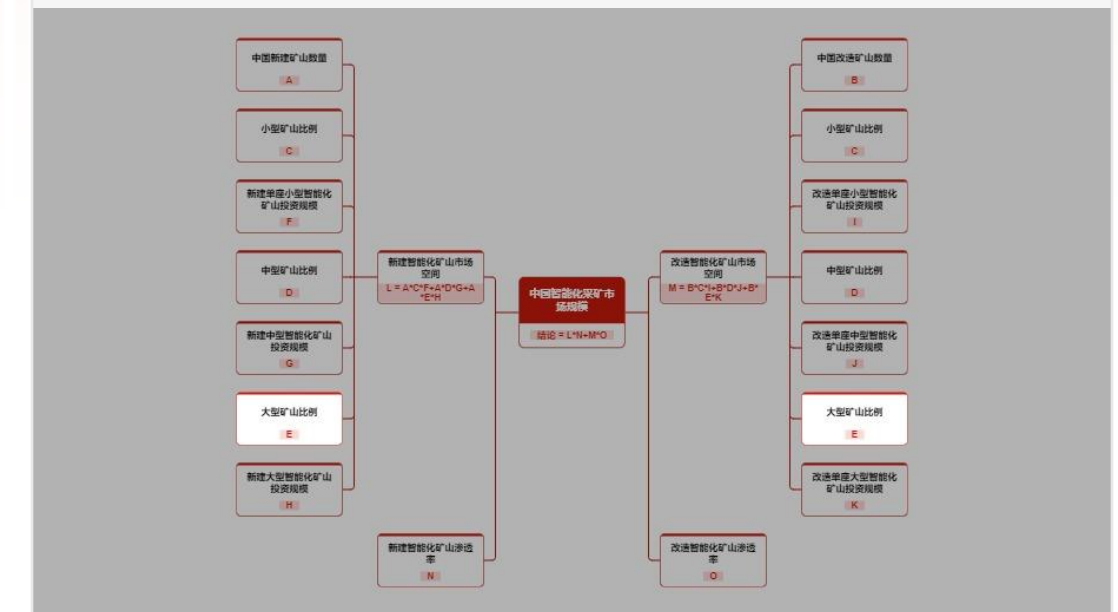 中国新建矿山数量
A
小型矿山比例
C
新建单座小型智能化
矿山投资规模
F
中型矿山比例
D
新建中型智能化矿山
投资规模
G
大型矿山比例
E
新建大型智能化矿山
投资规模
H
新建智能化矿山市场
空间
L = A*C*F+A*D*G+A
*E*H
新建智能化矿山渗透
率
N
中国智能化采矿市
场规模
结论 = L*N+M*O
改造智能化矿山市场
空间
M = B*C*I+B*D*J+B*
E*K
改造智能化矿山渗透
率
O
中国改造矿山数量
B
小型矿山比例
C
改造单座小型智能化
矿山投资规模
I
中型矿山比例
D
改造单座中型智能化
矿山投资规模
J
大型矿山比例
E
改造单座大型智能化
矿山投资规模
K